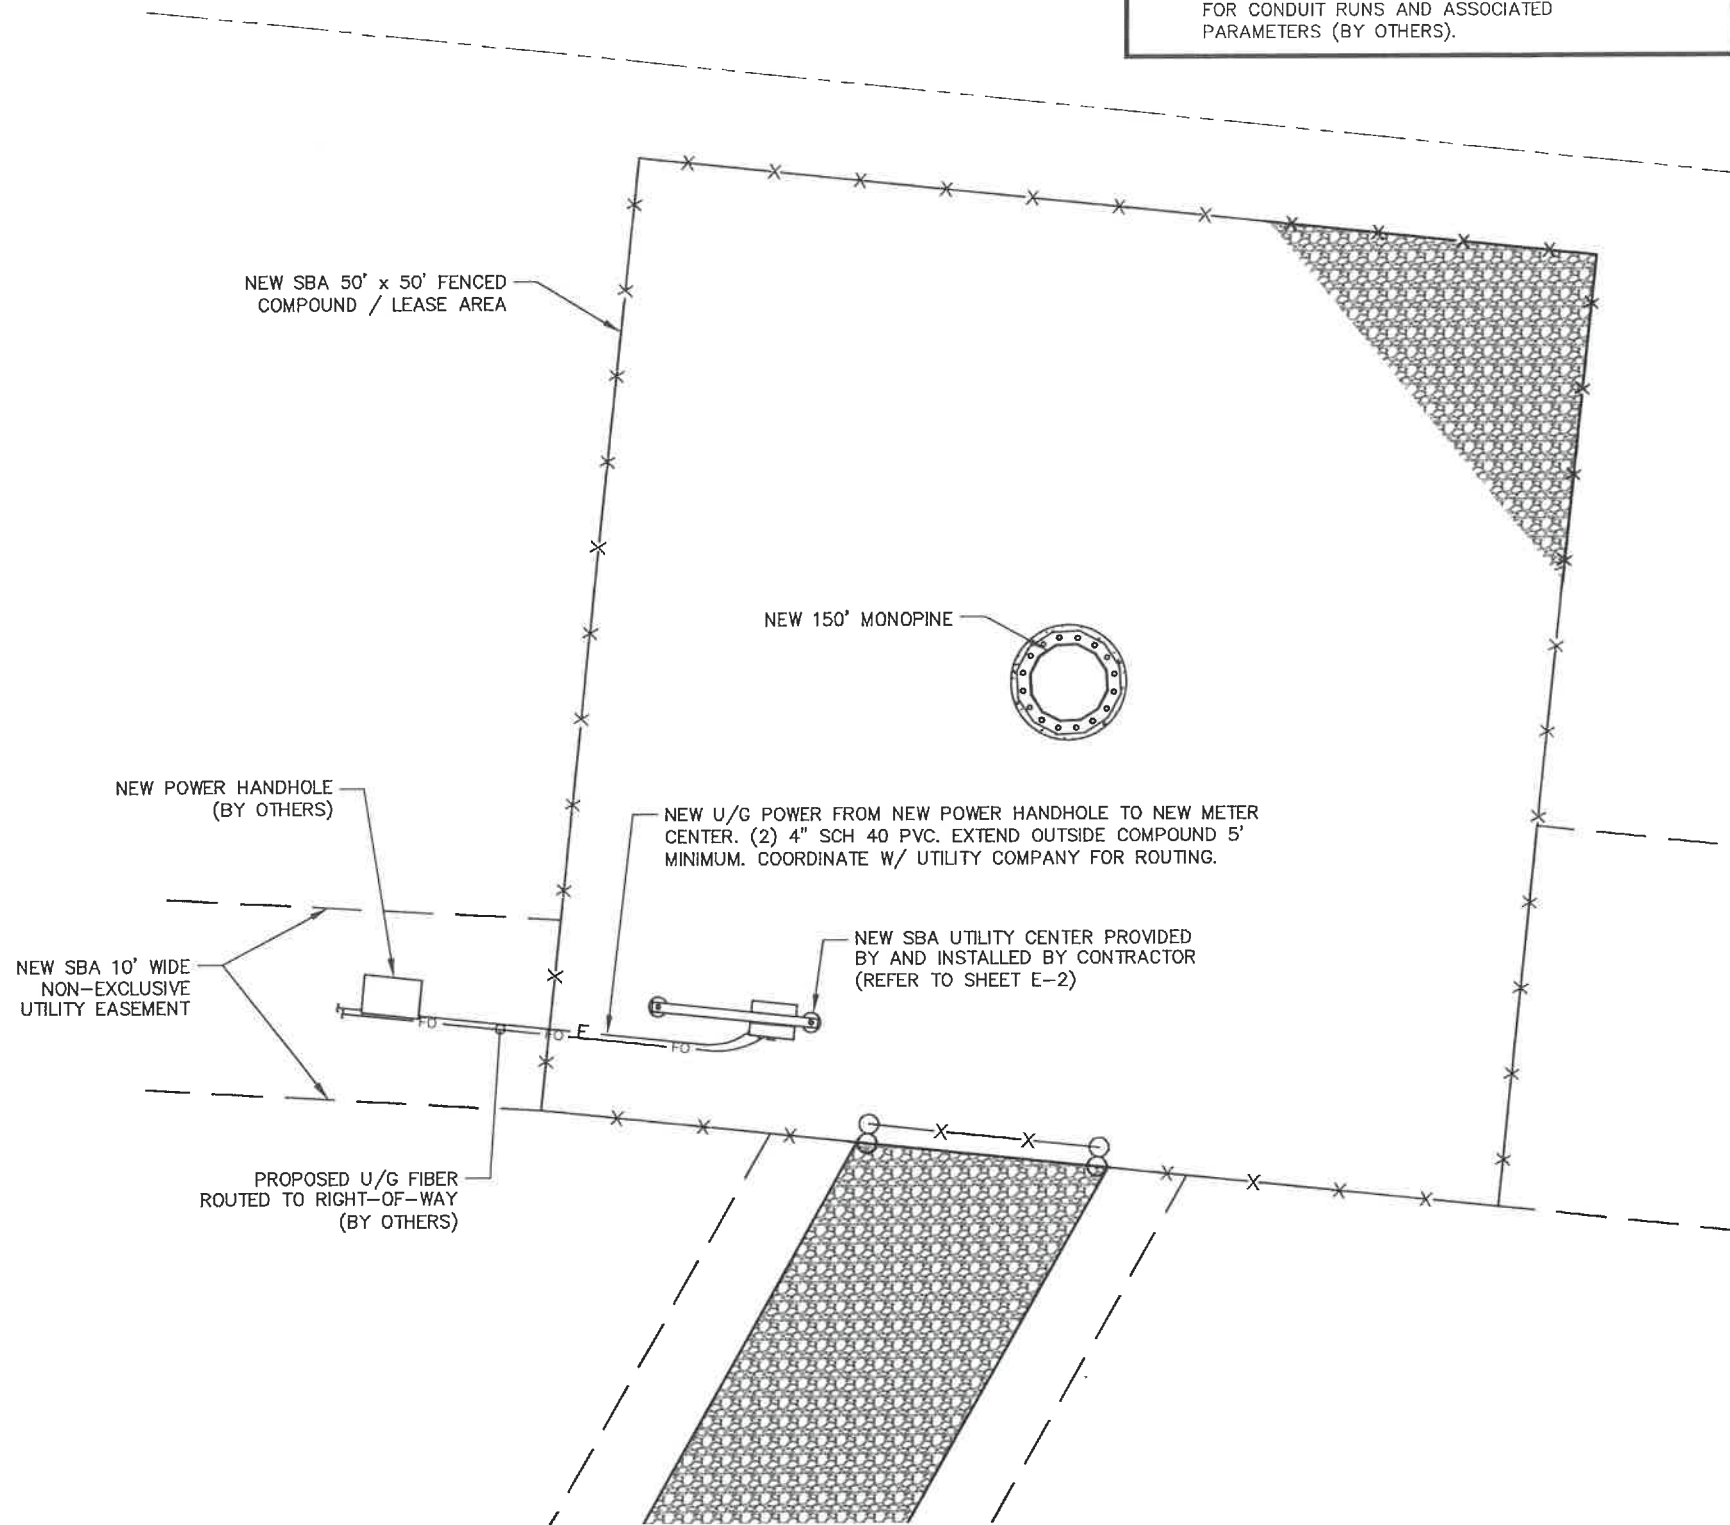 FOR CONDUIT RUNS AND ASSOCIATED
PARAMETERS (BY OTHERS).
NEW SBA 50' x 50' FENCED
COMPOUND / LEASE AREA
NEW 150' MONOPINE
NEW POWER HANDHOLE
(BY OTHERS)
NEW U/G POWER FROM NEW POWER HANDHOLE TO NEW METER
CENTER. (2) 4" SCH 40 PVC. EXTEND OUTSIDE COMPOUND 5'
MINIMUM. COORDINATE W/ UTILITY COMPANY FOR ROUTING.
NEW SBA UTILITY CENTER PROVIDED
BY AND INSTALLED BY CONTRACTOR
(REFER TO SHEET E-2)
NEW SBA 10' WIDE
NON-EXCLUSIVE
UTILITY EASEMENT
FO
FO
E
FO
PROPOSED U/G FIBER
ROUTED TO RIGHT-OF-WAY
(BY OTHERS)